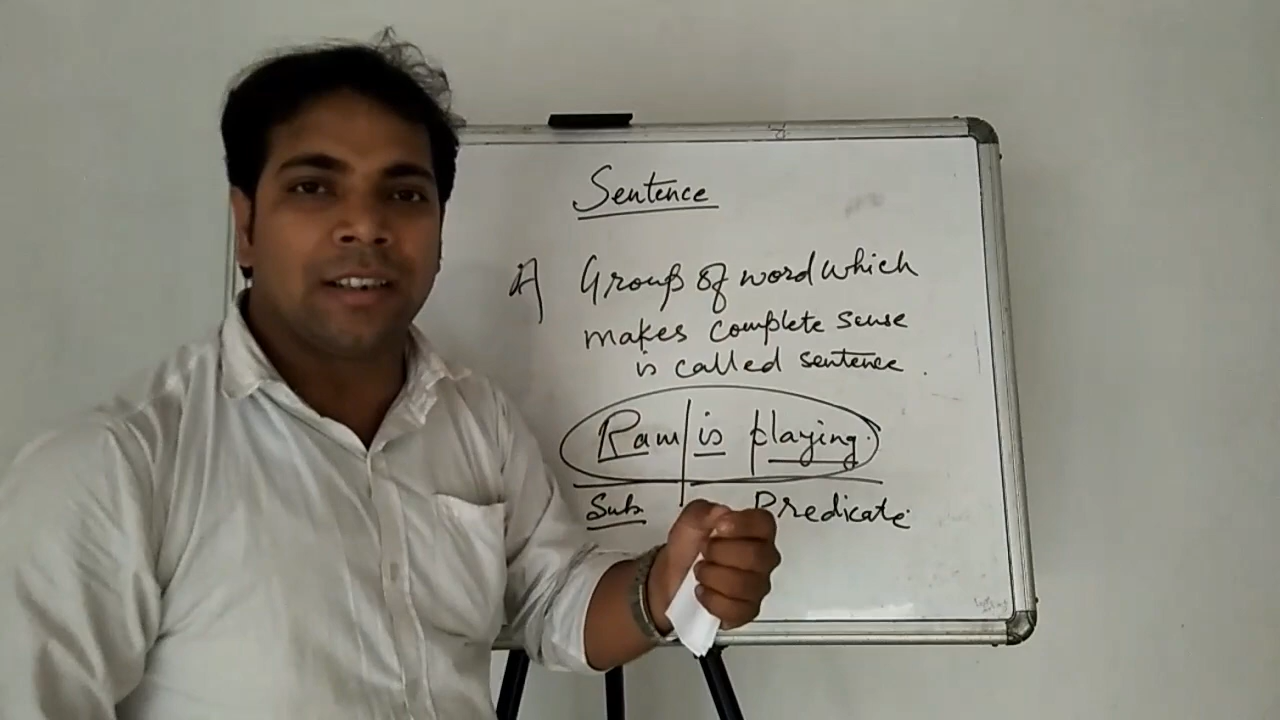 Sentence
A Group of word which
makes complete sense
is called sentence.
Ram is playing.
Sub Predicate